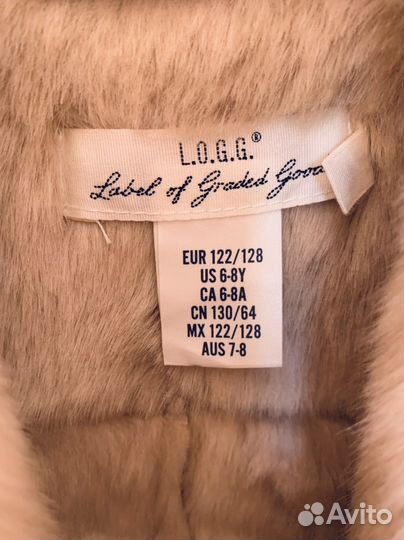 L.O.G.G.®
Label of Graded Goo
EUR 122/128
US 6-8Y
CA 6-8A
CN 130/64
MX 122/128
AUS 7-8
Avito